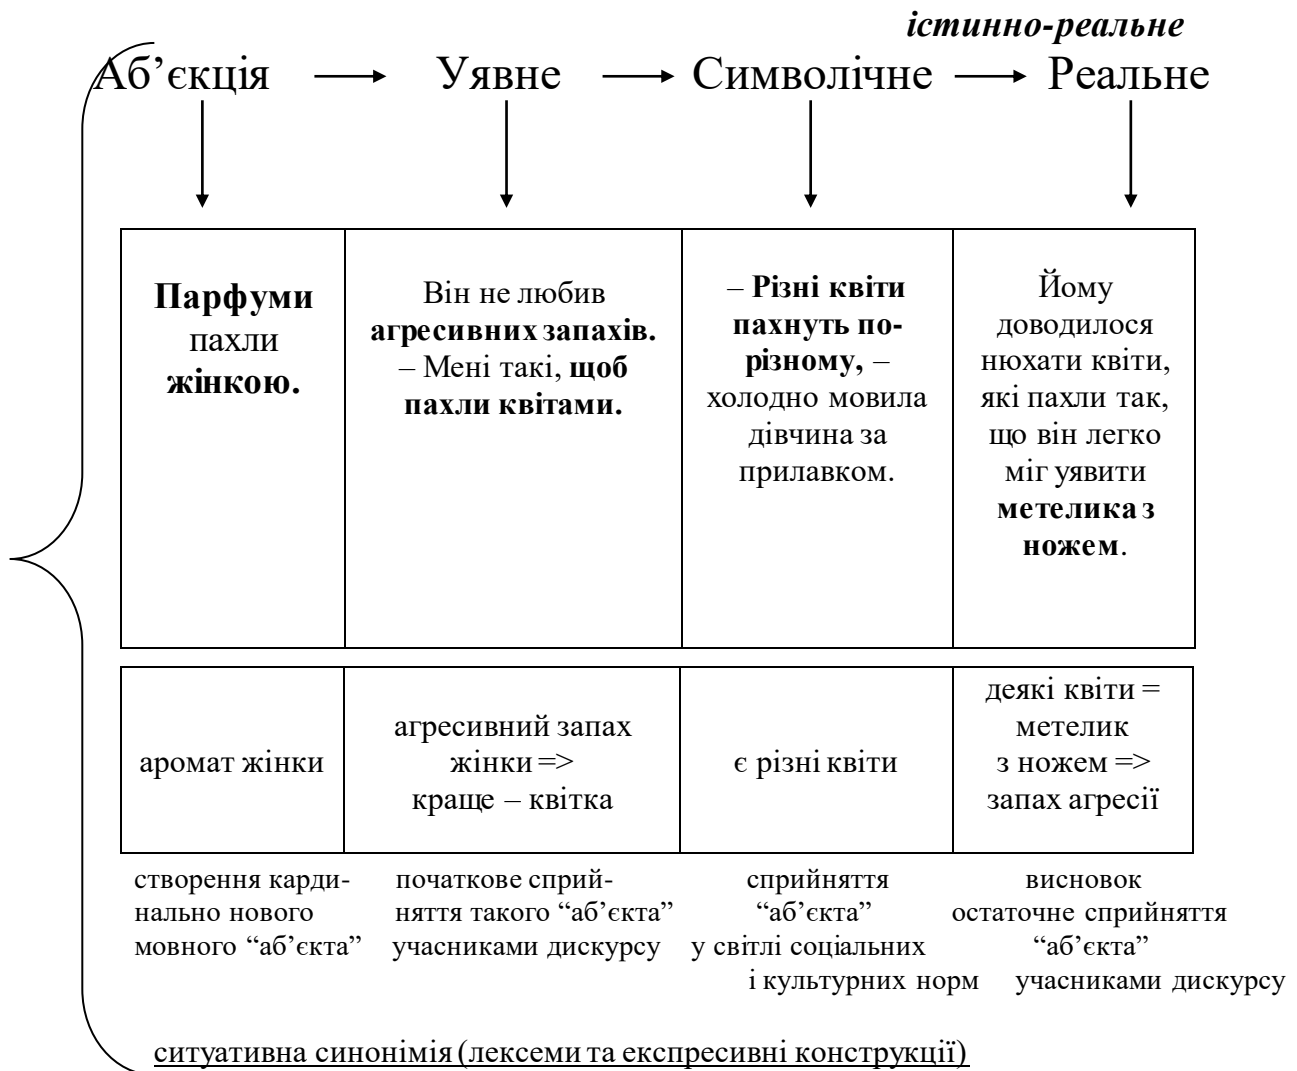 істинно-реальне
Аб’єкція Уявне Символічне Реальне
Парфуми
пахли
жінкою.
Він не любив
агресивних запахів.
– Мені такі, щоб
пахли квітами.
– Різні квіти
пахнуть по-
різному, –
холодно мовила
дівчина за
прилавком.
Йому
доводилося
нюхати квіти,
які пахли так,
що він легко
міг уявити
метелика з
ножем.
аромат жінки
агресивний запах
жінки =>
краще – квітка
є різні квіти
деякі квіти =
метелик
з ножем =>
запах агресії
створення карди-
нально нового
мовного “аб’єкта”
початкове сприй-
няття такого “аб’єкта”
учасниками дискурсу
сприйняття
“аб’єкта”
у світлі соціальних
і культурних норм
висновок
остаточне сприйняття
“аб’єкта”
учасниками дискурсу
ситуативна синонімія (лексеми та експресивні конструкції)